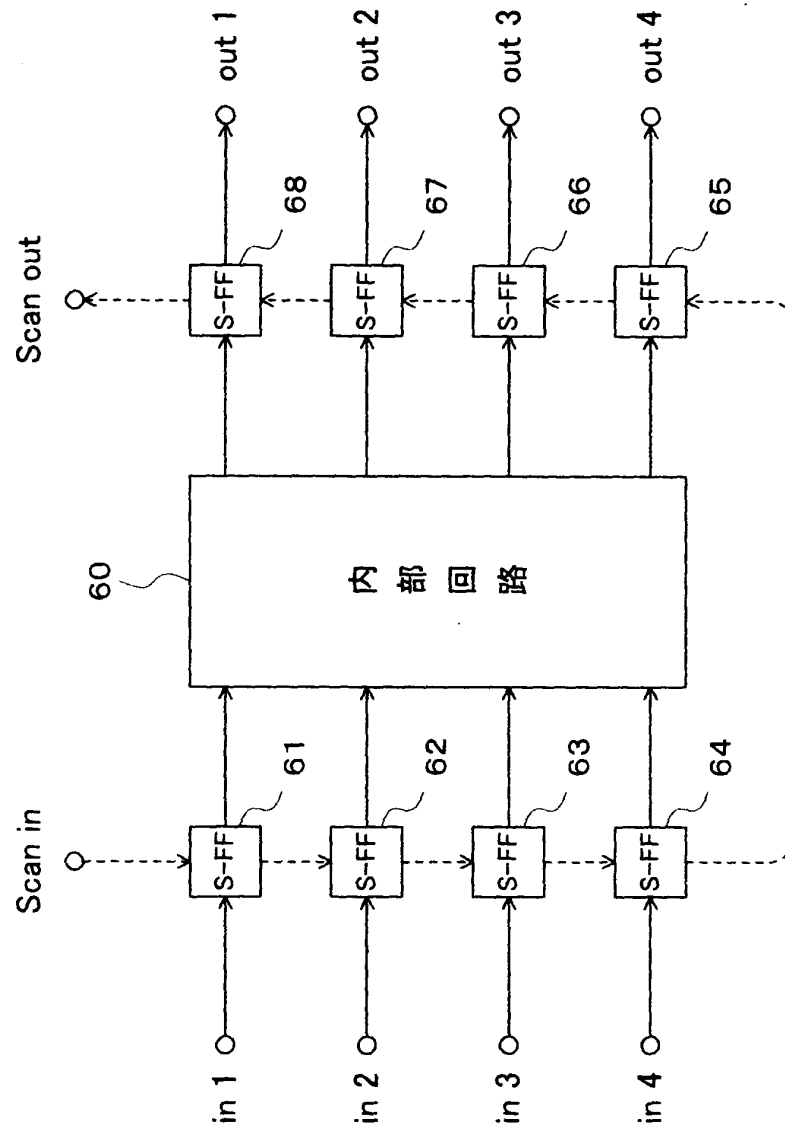 Scan in
Scan out
60
in 1
S-FF
61
S-FF
68
out 1
in 2
S-FF
62
S-FF
67
out 2
内部回路
in 3
S-FF
63
S-FF
66
out 3
in 4
S-FF
64
S-FF
65
out 4